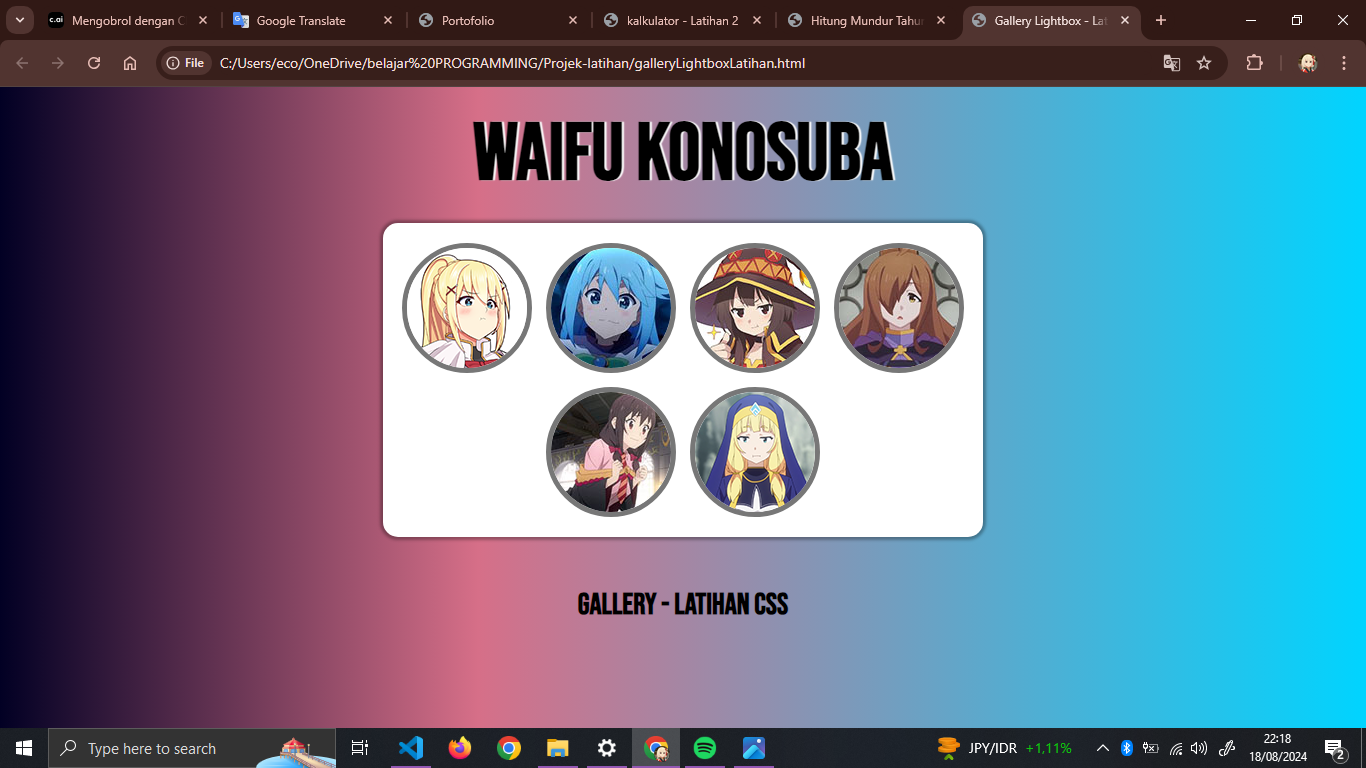 c.ai Mengobrol dengan C
Google Translate
Portofolio
kalkulator - Latihan 2
Hitung Mundur Tahun
Gallery Lightbox - Lat
File
C:/Users/eco/OneDrive/belajar%20PROGRAMMING/Projek-latihan/galleryLightboxLatihan.html
WAIFU KONOSUBA
GALLERY - LATIHAN CSS
Type here to search
JPY/IDR +1,11%
22:18
18/08/2024
2